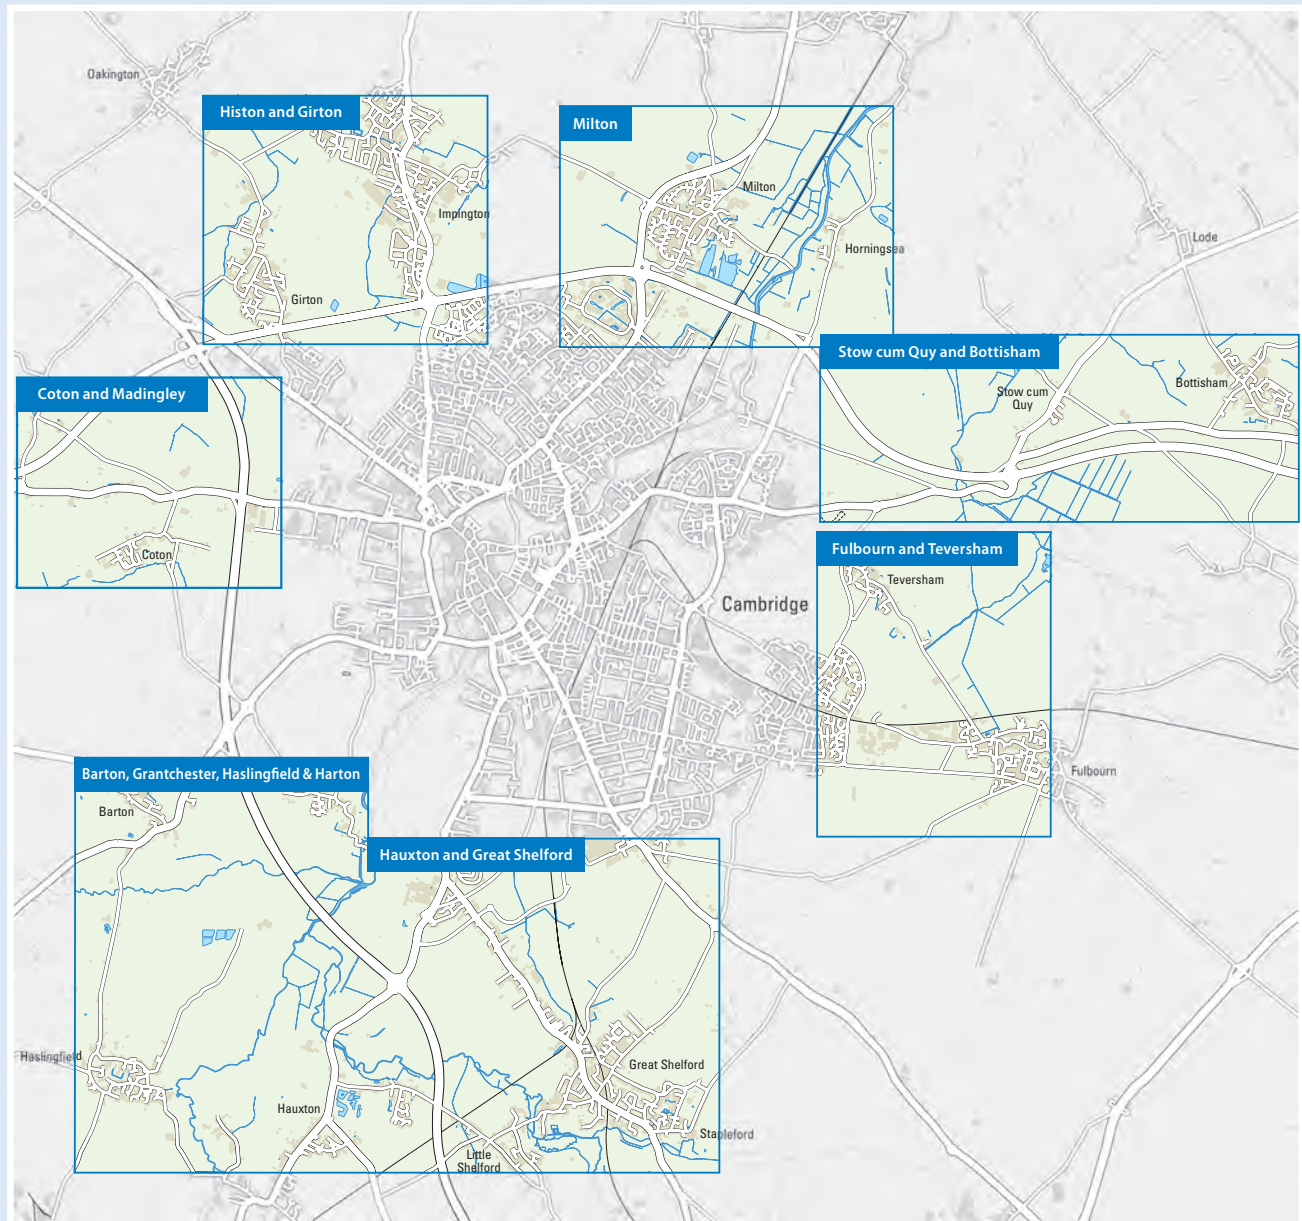 Oakington
Histon and Girton
Milton
Milton
Impington
Horningsea
Lode
Girton
Stow cum Quy and Bottisham
Bottisham
Stow cum
Quy
Coton and Madingley
Coton
Fulbourn and Teversham
Teversham
Cambridge
Fulbourn
Barton, Grantchester, Haslingfield & Harton
Barton
Hauxton and Great Shelford
Haslingfield
Great Shelford
Hauxton
Stapleford
Little
Shelford